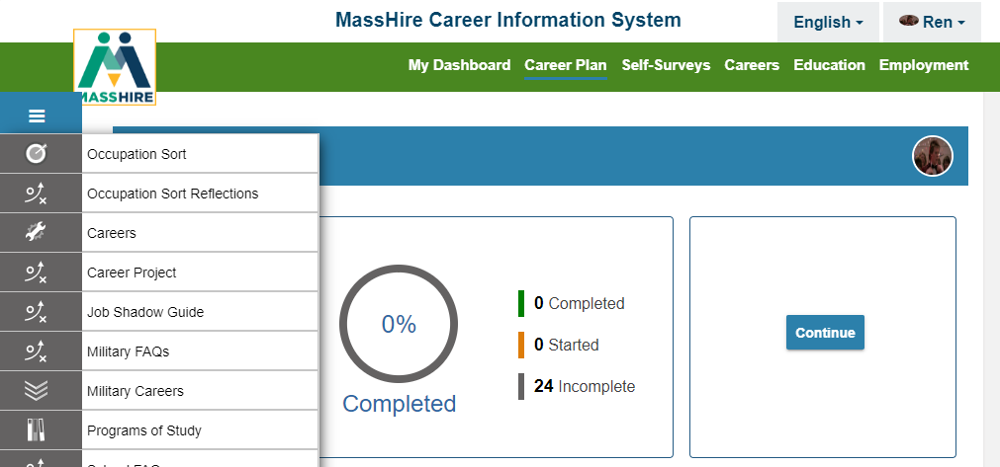 MassHire Career Information System
English
Ren
MASSHIRE
My Dashboard Career Plan Self-Surveys Careers Education Employment
Occupation Sort
Occupation Sort Reflections
Careers
Career Project
Job Shadow Guide
Military FAQs
Military Careers
Programs of Study
0%
Completed
0 Completed
0 Started
24 Incomplete
Continue